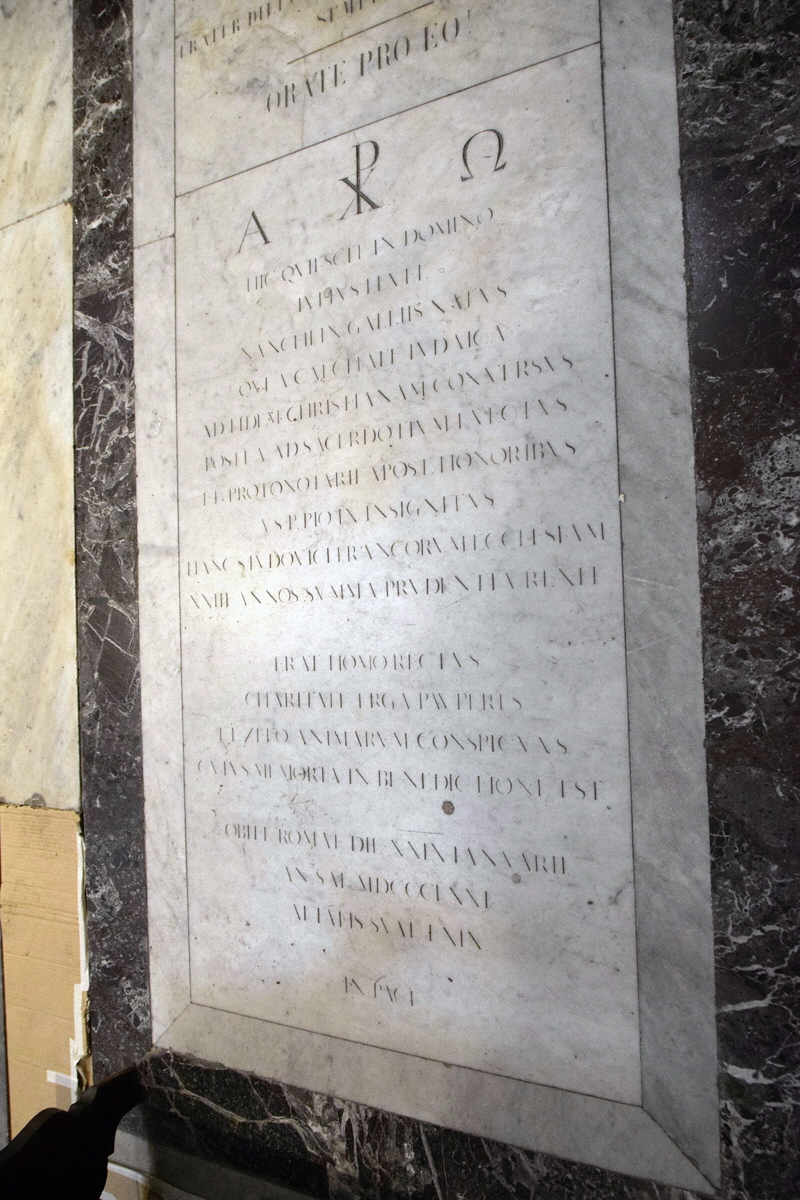 FRATER
ORATE PRO EO!
A ☧ Ω
HIC QVIESCIT IN DOMINO
IVLIVS LEVEL
NANCHII IN GALLIIS NATVS
QVI A CAECITATE IVDAICA
AD FIDEM CHRISTIANAM CONVERSVS
POSTEA AD SACERDOTIVM EVECTVS
ET PROTONOTARII APOST. HONORIBVS
A S. P. PIO IX INSIGNITVS
HANC S. LVDOVICI FRANCORVM ECCLESIAM
XXIII ANNOS SVMMA PRVDENTIA REXIT
ERAT HOMO RECTVS
CHARITATE ERGA PAVPERES
ET ZELO ANIMARVM CONSPICVVS
CVIVS MEMORIA IN BENEDICTIONE EST
OBIIT ROMAE DIE XXIX IANVARII
AN. SAL. MDCCCLXXI
AETATIS SVAE LXIX
IN PACE